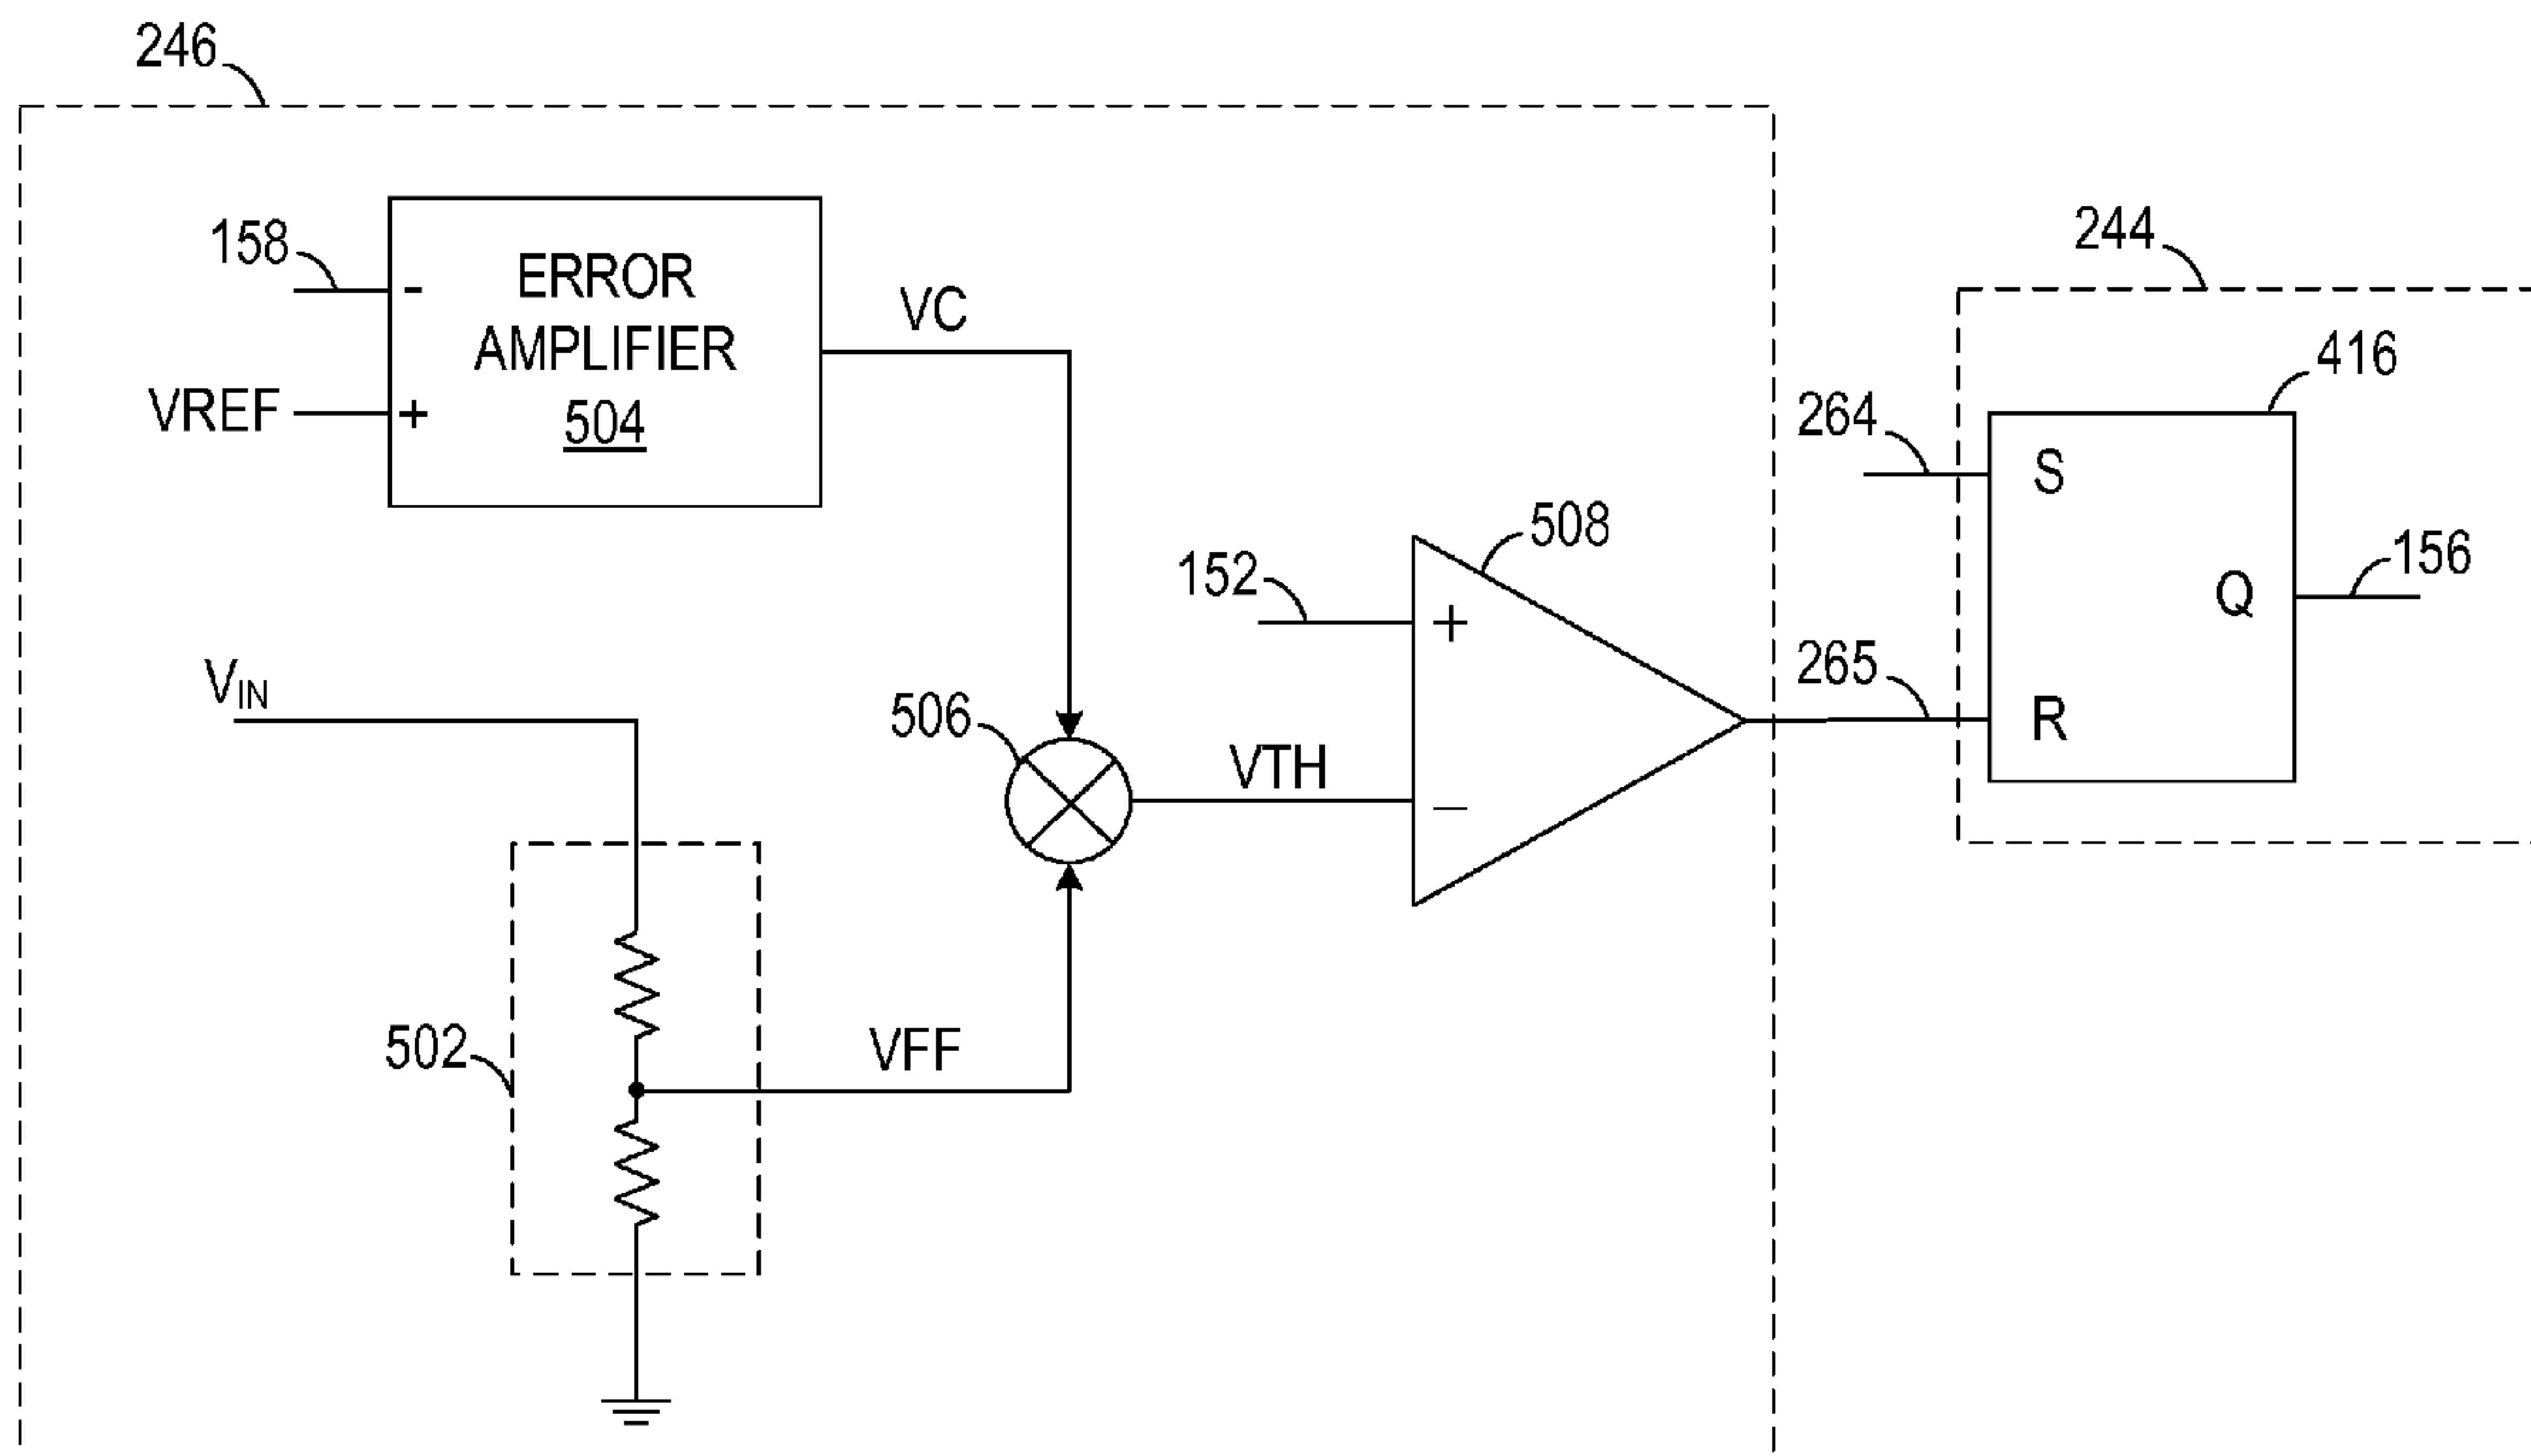 246
244
158
-
ERROR
AMPLIFIER
504
VREF
+
VC
416
264
S
508
152
+
Q
156
VIN
506
VTH
−
265
R
502
VFF